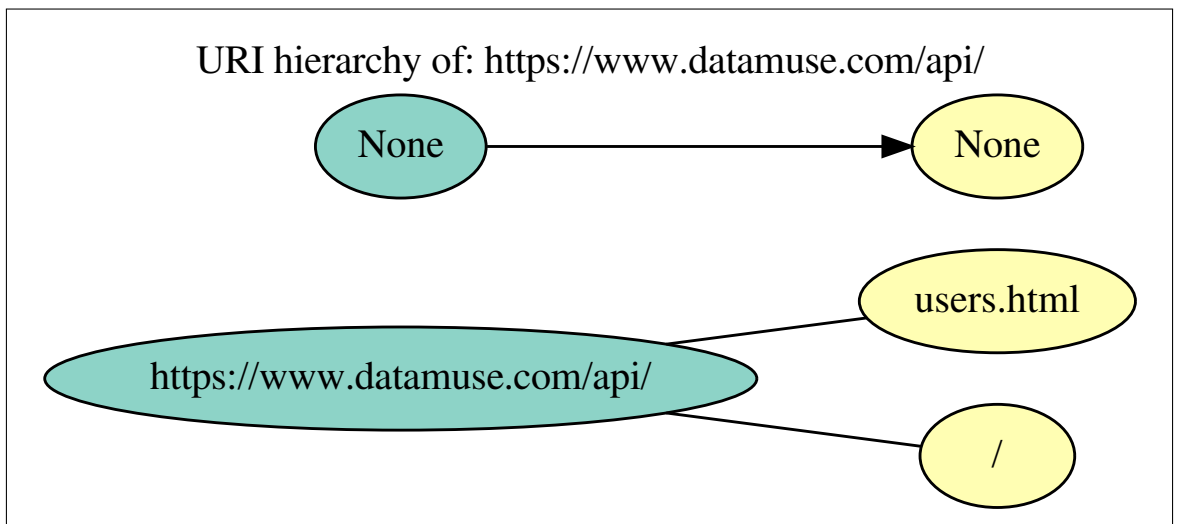 URI hierarchy of: https://www.datamuse.com/api/
None
None
users.html
https://www.datamuse.com/api/
/